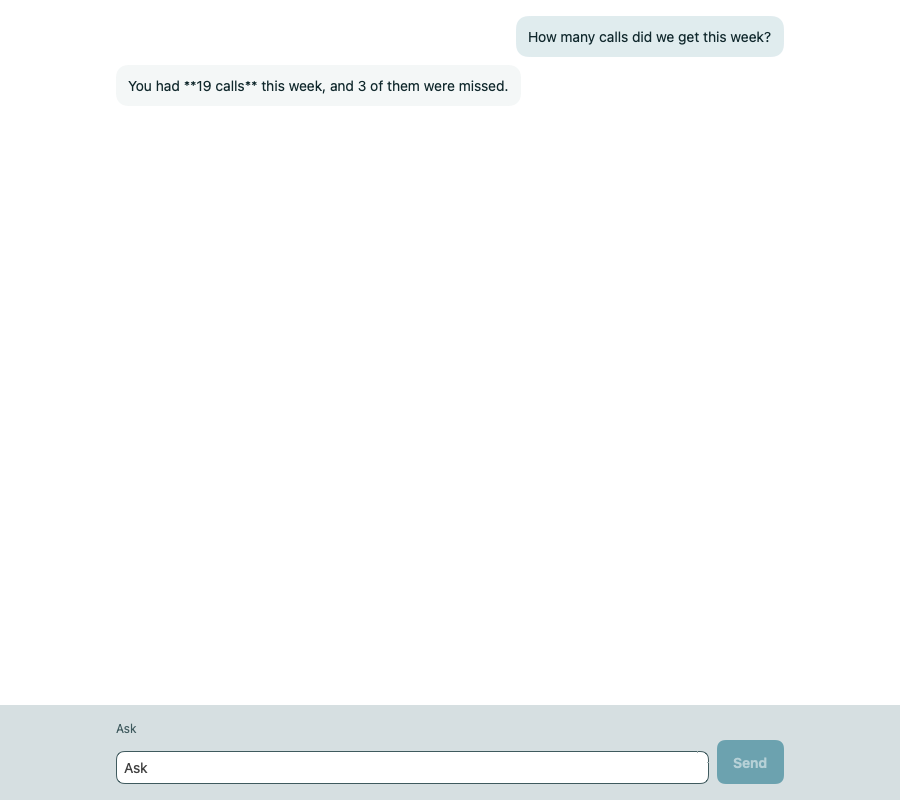 How many calls did we get this week?
You had **19 calls** this week, and 3 of them were missed.
Ask
Ask
Send